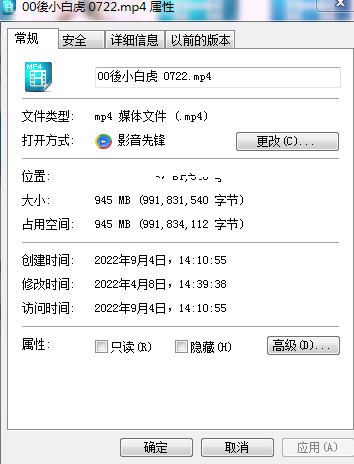 00後小白虎 0722.mp4 属性
常规 安全 详细信息 以前的版本
MP4
00後小白虎 0722.mp4
文件类型: mp4 媒体文件 (.mp4)
打开方式: 影音先锋 更改(C)...
位置:
大小: 945 MB (991,831,540 字节)
占用空间: 945 MB (991,834,112 字节)
创建时间: 2022年9月4日，14:10:55
修改时间: 2022年4月8日，14:39:38
访问时间: 2022年9月4日，14:10:55
属性: 只读(R) 隐藏(H) 高级(D)...
确定 取消 应用(A)